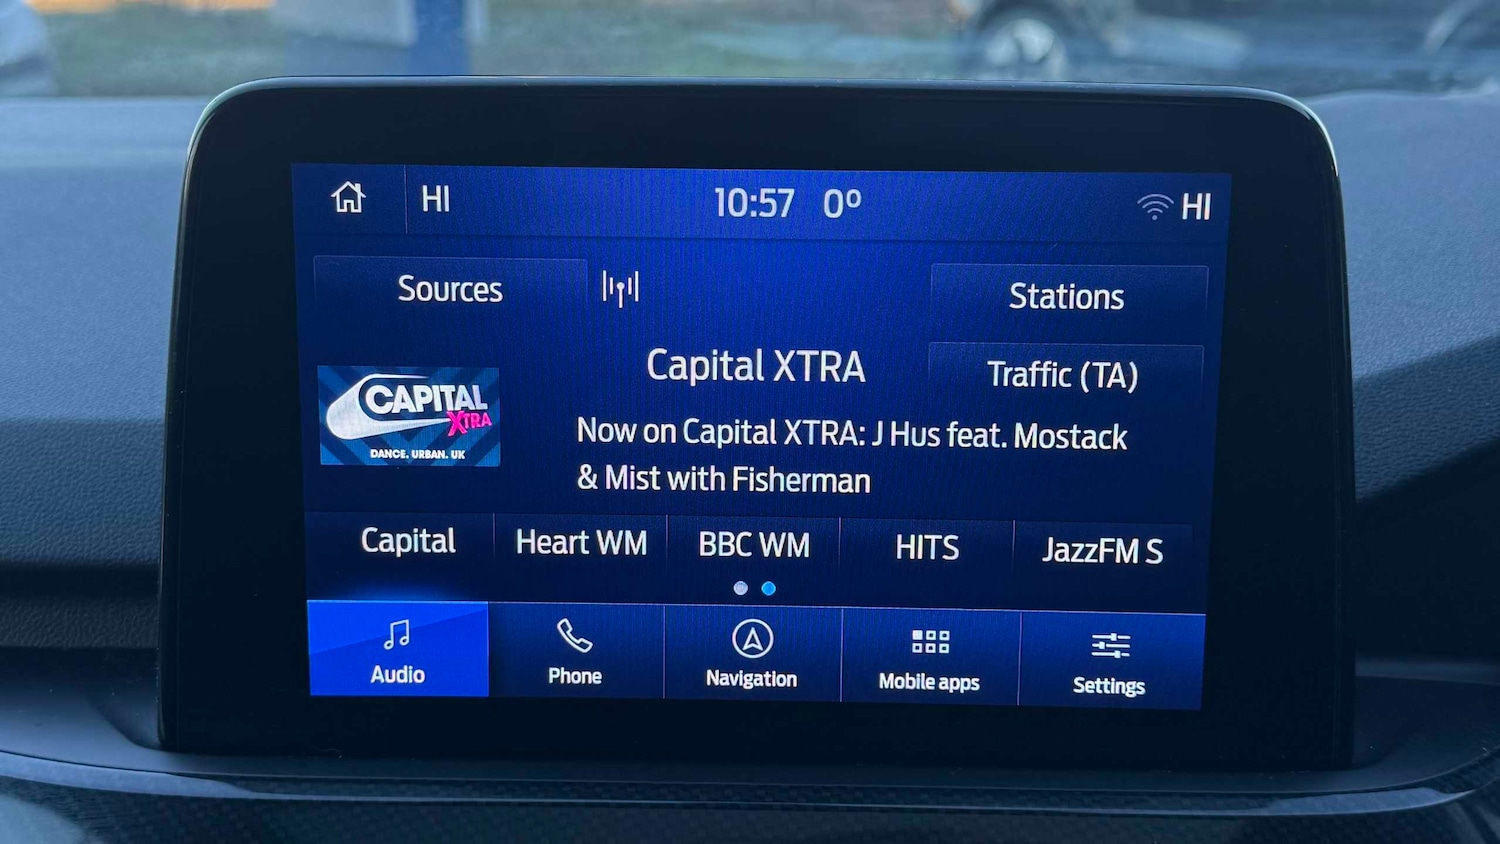 HI 10:57 0° HI
Sources Stations
Capital XTRA
Traffic (TA)
CAPITAL
XTRA
DANCE. URBAN. UK
Now on Capital XTRA: J Hus feat. Mostack
& Mist with Fisherman
Capital Heart WM BBC WM HITS JazzFM S
Audio Phone Navigation Mobile apps Settings